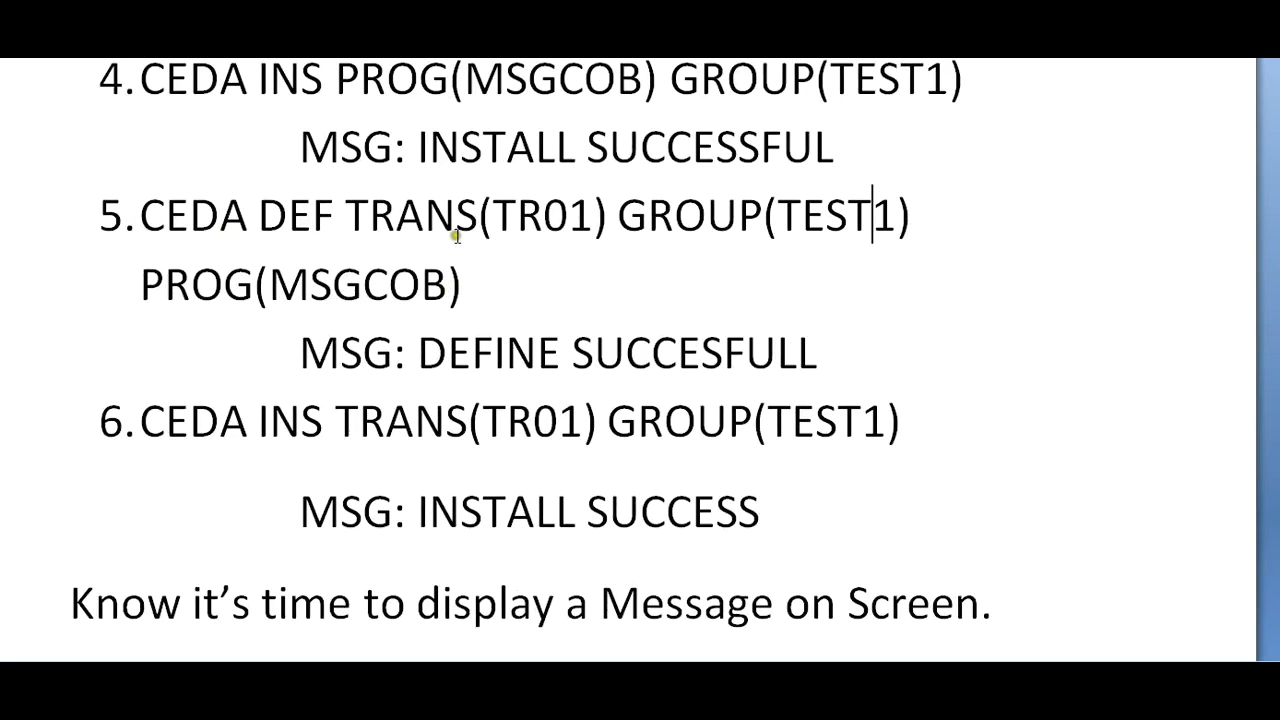 4.CEDA INS PROG(MSGCOB) GROUP(TEST1)
MSG: INSTALL SUCCESSFUL
5.CEDA DEF TRANS(TR01) GROUP(TEST1)
PROG(MSGCOB)
MSG: DEFINE SUCCESFULL
6.CEDA INS TRANS(TR01) GROUP(TEST1)
MSG: INSTALL SUCCESS
Know it’s time to display a Message on Screen.